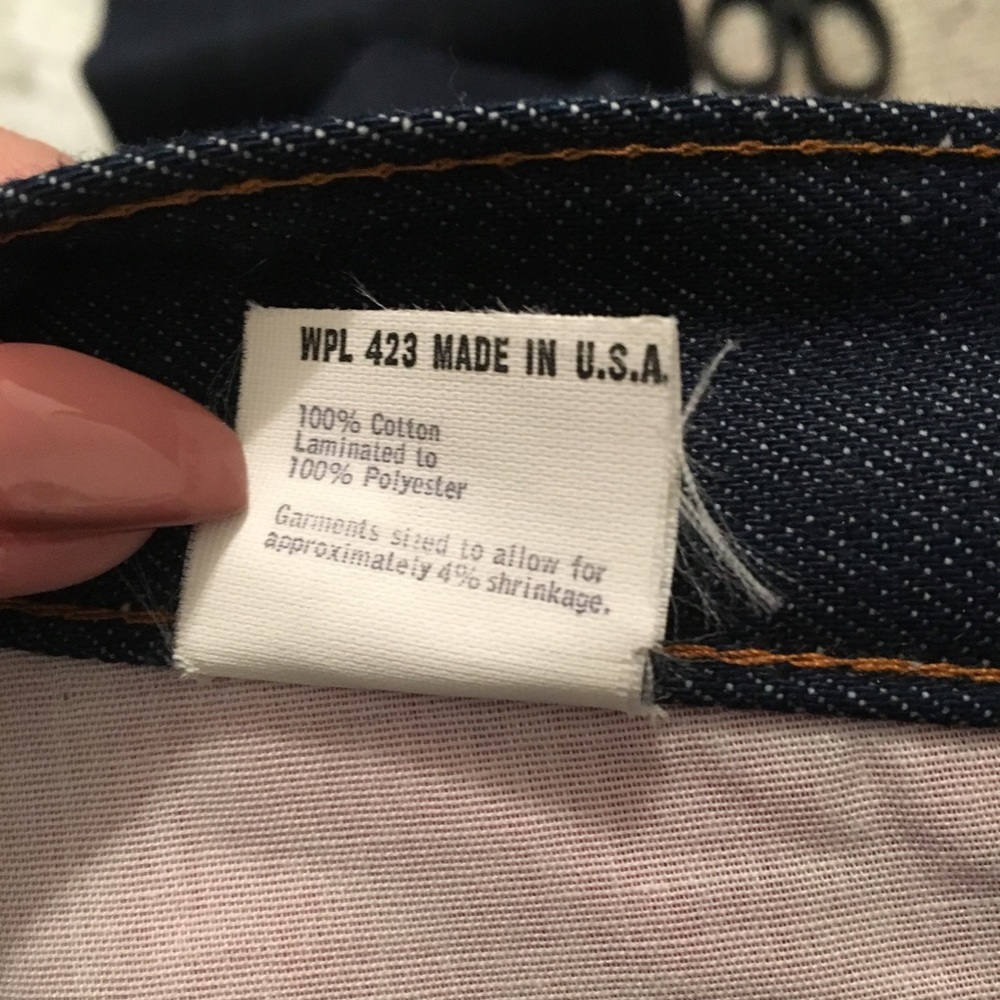 WPL 423 MADE IN U.S.A.
100% Cotton
Laminated to
100% Polyester
Garments sized to allow for
approximately 4% shrinkage.